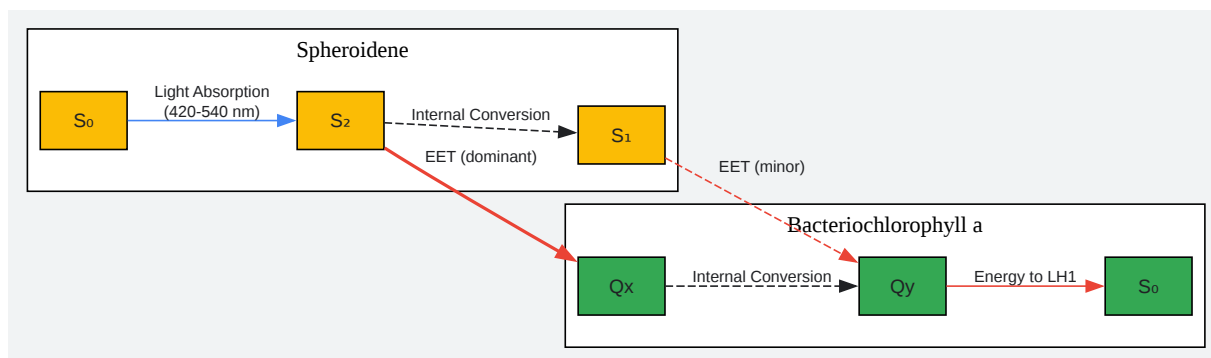 Spheroidene
S₀
Light Absorption
(420-540 nm)
S₂
Internal Conversion
S₁
EET (dominant)
EET (minor)
Bacteriochlorophyll a
Qx
Internal Conversion
Qy
Energy to LH1
S₀